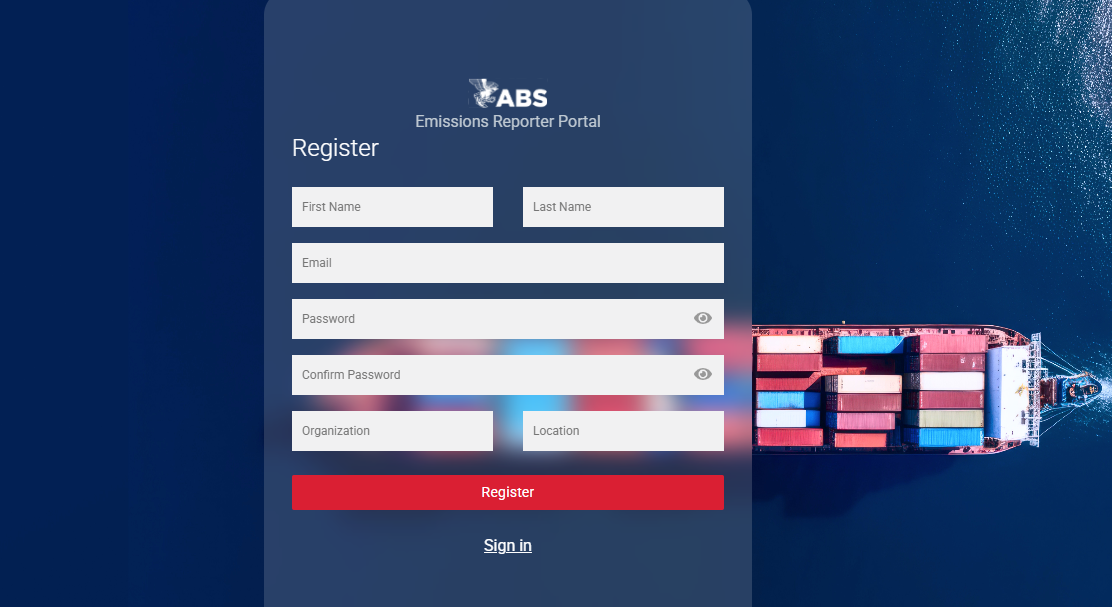 ABS
Emissions Reporter Portal
Register
First Name
Last Name
Email
Password
Confirm Password
Organization
Location
Register
Sign in